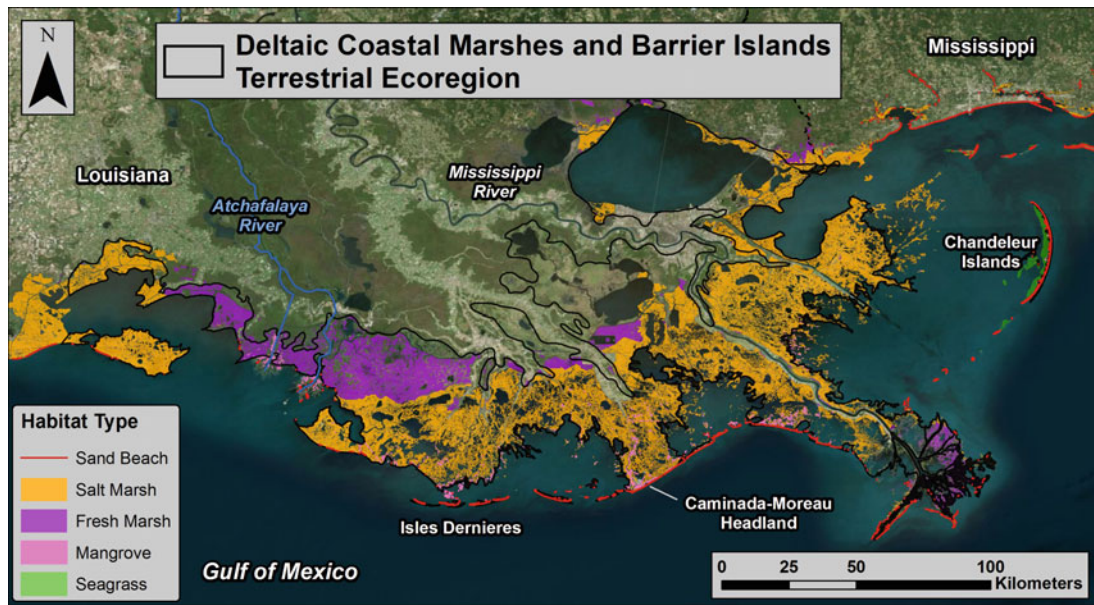 N
Deltaic Coastal Marshes and Barrier Islands
Terrestrial Ecoregion
Mississippi
Louisiana
Mississippi
River
Atchafalaya
River
Chandeleur
Islands
Habitat Type
Sand Beach
Salt Marsh
Fresh Marsh
Mangrove
Seagrass
Isles Dernieres
Caminada-Moreau
Headland
Gulf of Mexico
0 25 50 100
Kilometers